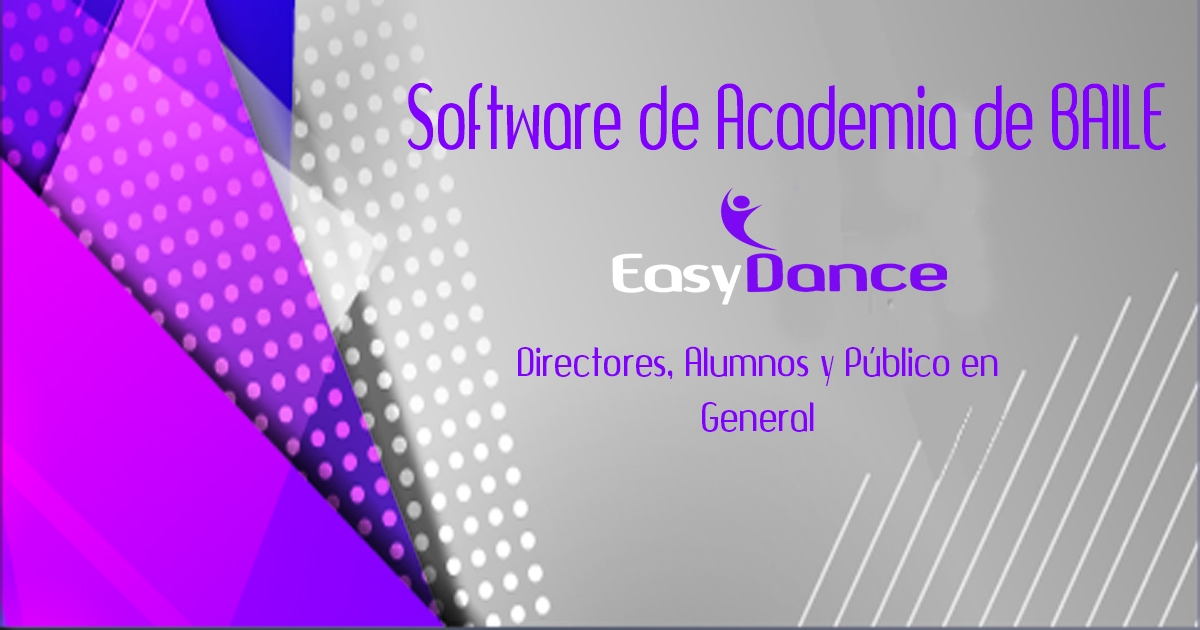 Software de Academia de BAILE
EasyDance
Directores, Alumnos y Público en
General